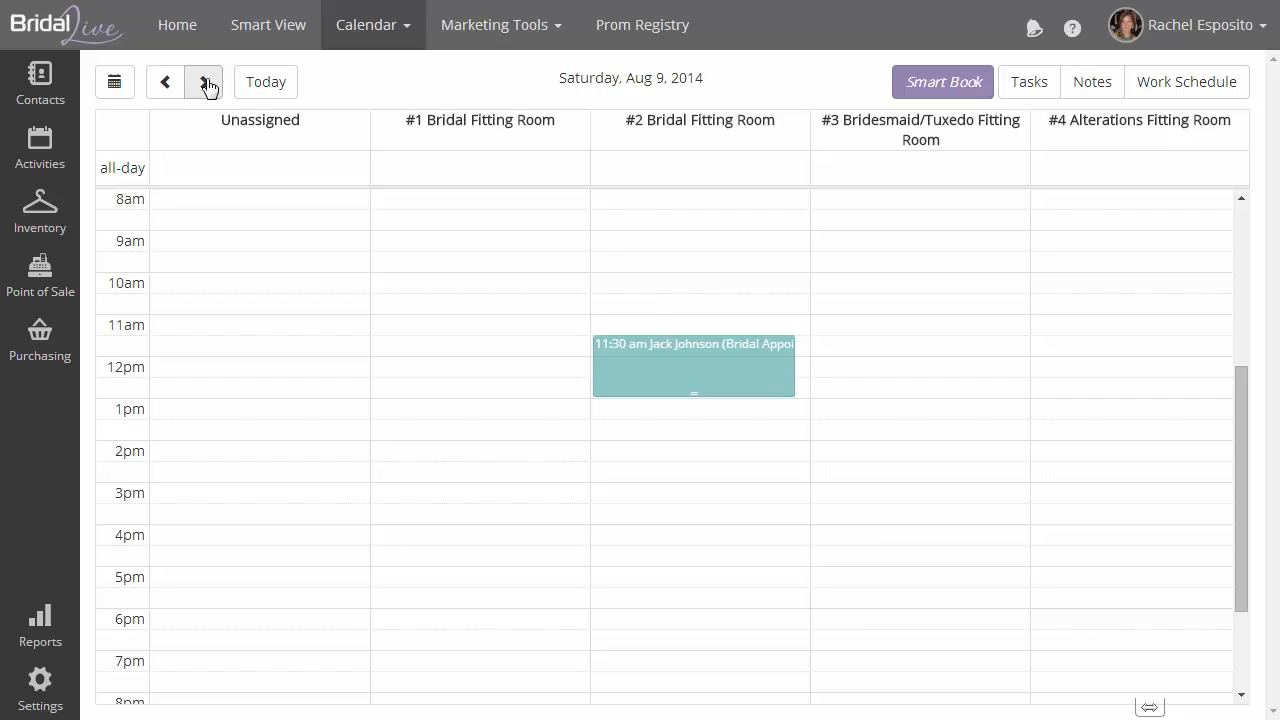 Bridal Live
Home
Smart View
Calendar
Marketing Tools
Prom Registry
Rachel Esposito
Contacts
Activities
Inventory
Point of Sale
Purchasing
Reports
Settings
Today
Saturday, Aug 9, 2014
Smart Book
Tasks
Notes
Work Schedule
Unassigned
#1 Bridal Fitting Room
#2 Bridal Fitting Room
#3 Bridesmaid/Tuxedo Fitting
Room
#4 Alterations Fitting Room
all-day
8am
9am
10am
11am
11:30 am Jack Johnson (Bridal Appoi
12pm
1pm
2pm
3pm
4pm
5pm
6pm
7pm
8pm